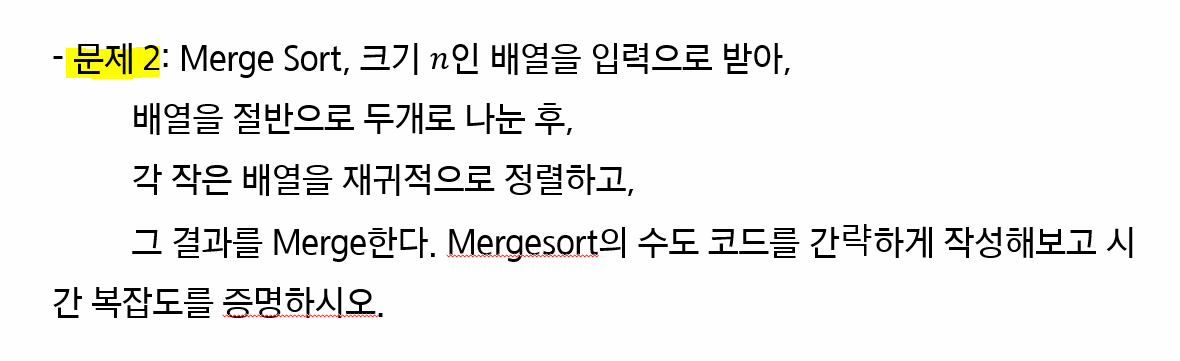 - 문제 2: Merge Sort, 크기 n인 배열을 입력으로 받아,
배열을 절반으로 두개로 나눈 후,
각 작은 배열을 재귀적으로 정렬하고,
그 결과를 Merge한다. Mergesort의 수도 코드를 간략하게 작성해보고 시
간 복잡도를 증명하시오.